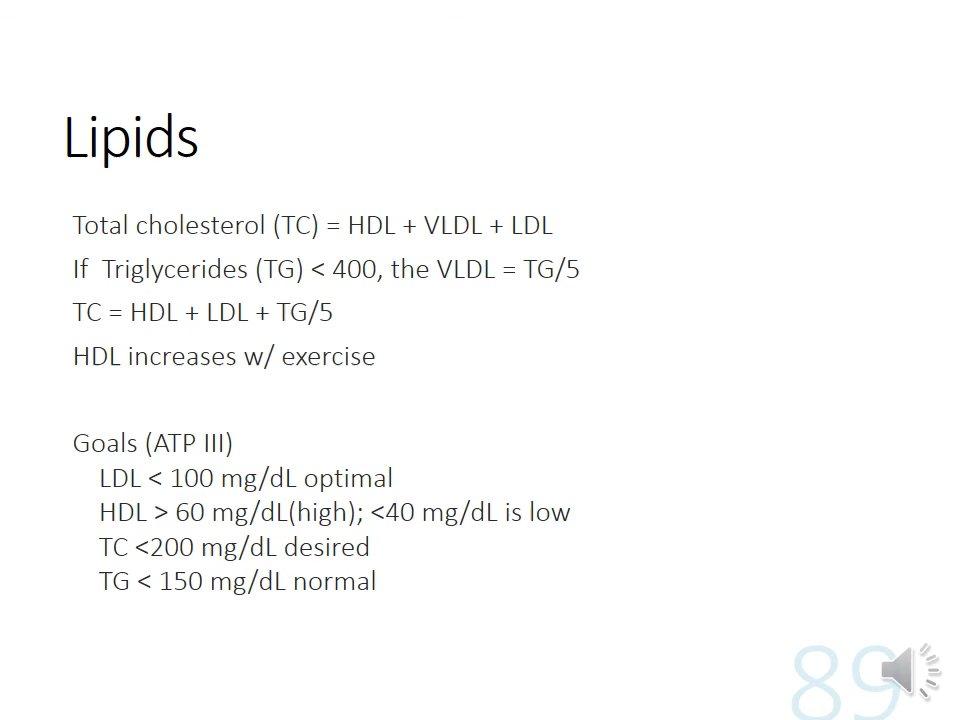 Lipids
Total cholesterol (TC) = HDL + VLDL + LDL
If  Triglycerides (TG) < 400, the VLDL = TG/5
TC = HDL + LDL + TG/5
HDL increases w/ exercise
Goals (ATP III)
LDL < 100 mg/dL optimal
HDL > 60 mg/dL(high); <40 mg/dL is low
TC <200 mg/dL desired
TG < 150 mg/dL normal
89